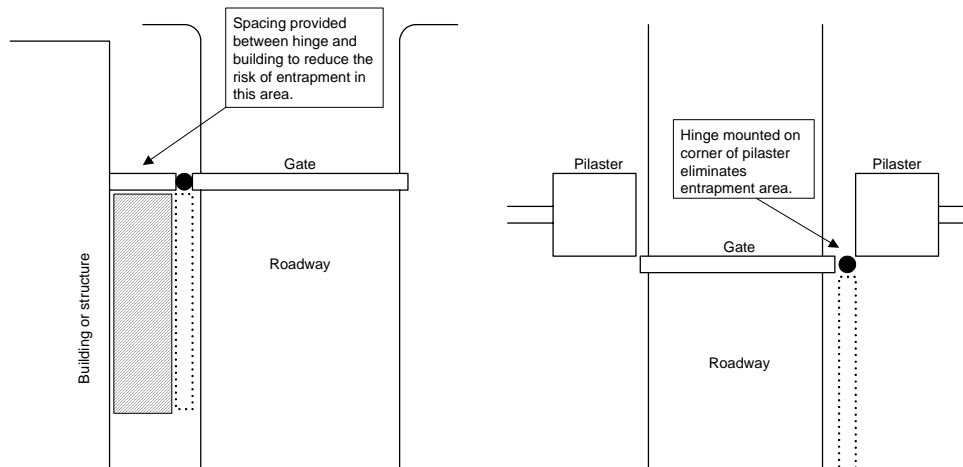 Spacing provided
between hinge and
building to reduce the
risk of entrapment in
this area.
Gate
Building or structure
Roadway
Hinge mounted on
corner of pilaster
eliminates
entrapment area.
Pilaster
Pilaster
Gate
Roadway